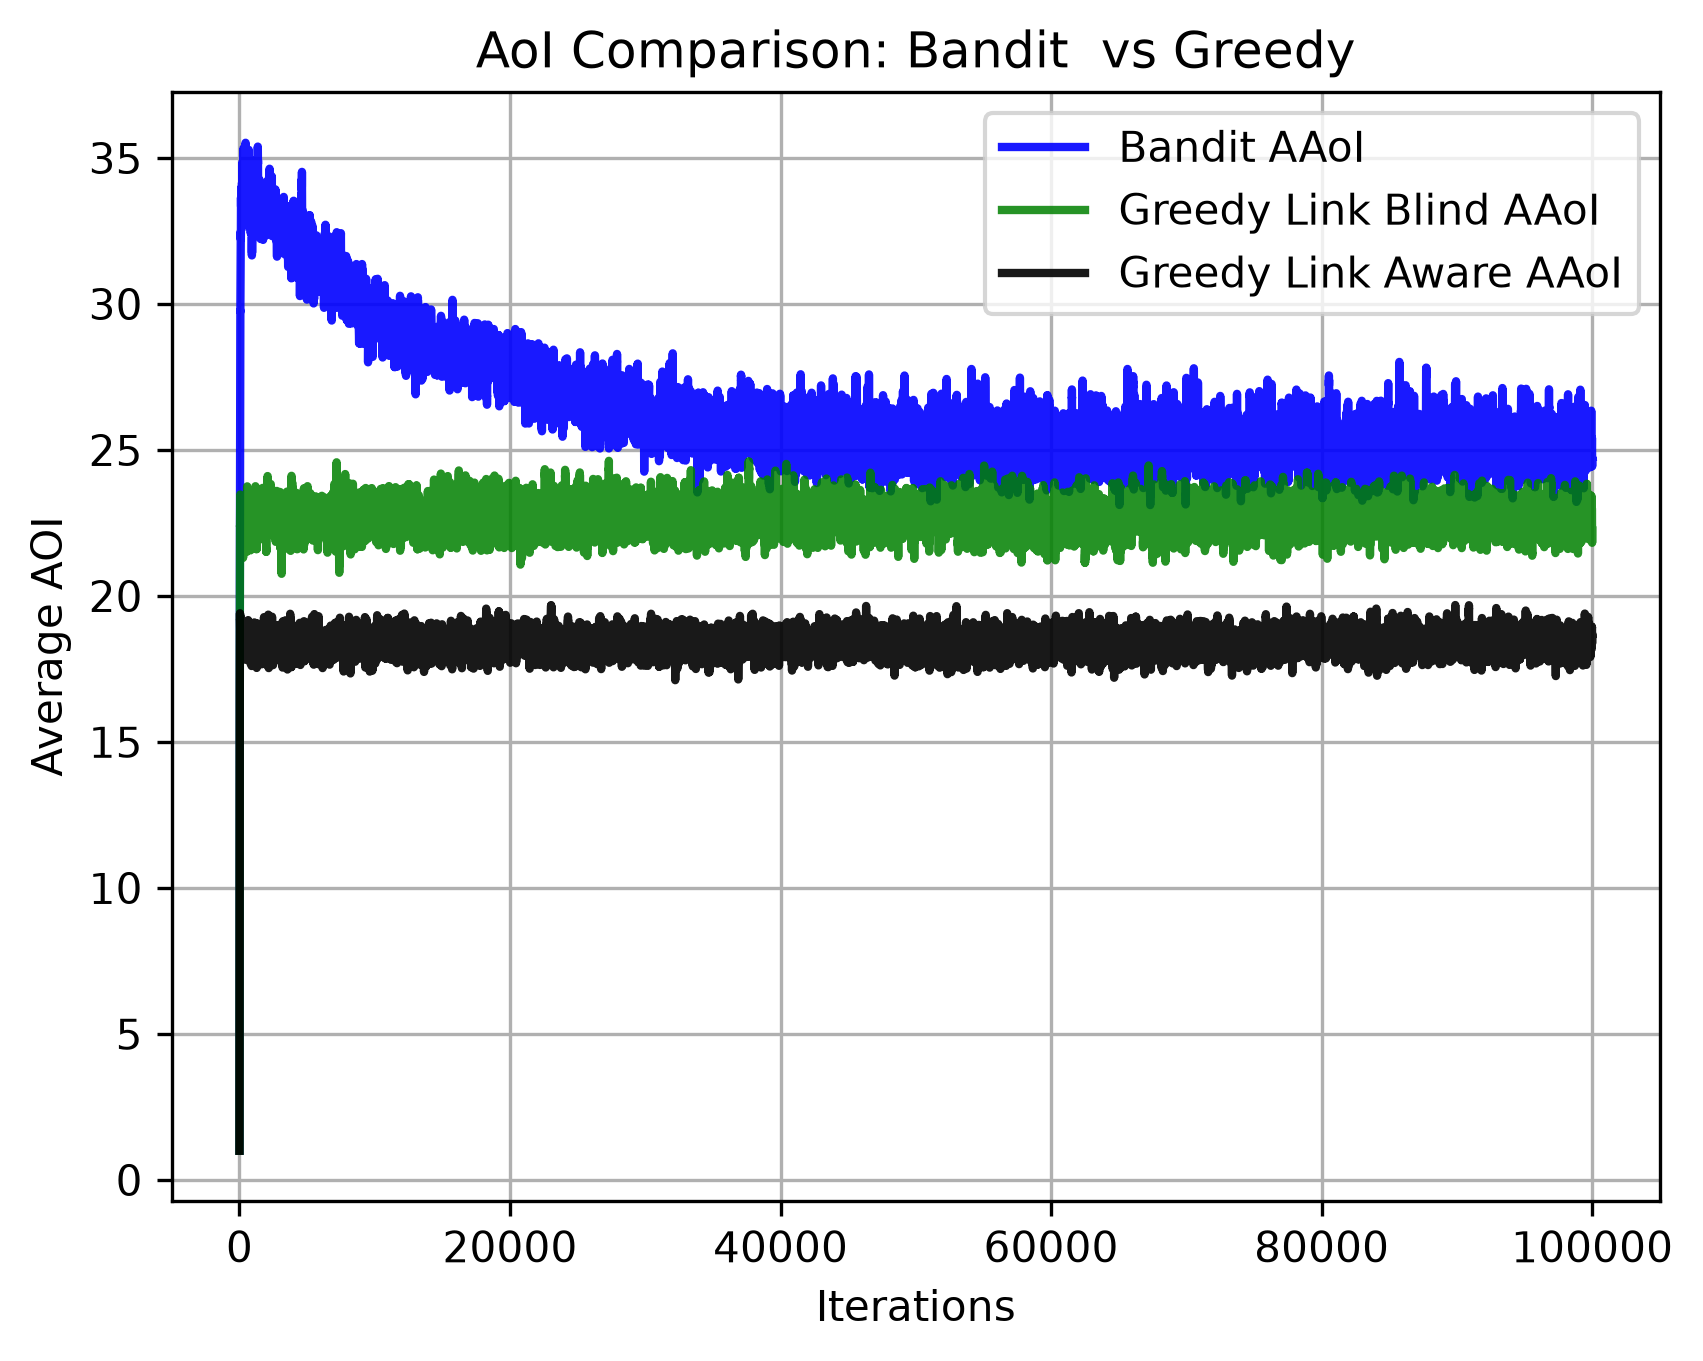 AoI Comparison: Bandit  vs Greedy
Bandit AAoI
Greedy Link Blind AAoI
Greedy Link Aware AAoI
Average AOI
35
30
25
20
15
10
5
0
0 20000 40000 60000 80000 100000
Iterations